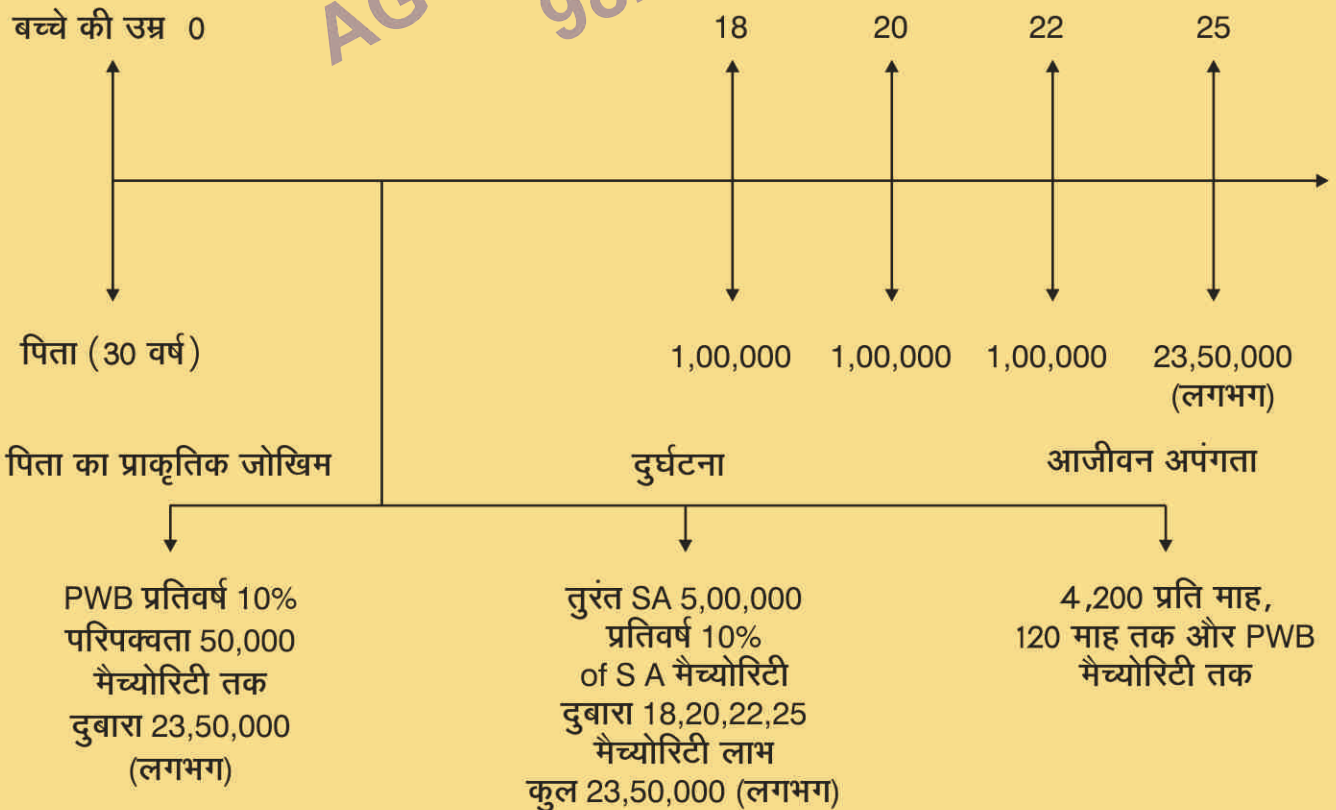 बच्चे की उम्र 0 18 20 22 25
पिता (30 वर्ष) 1,00,000 1,00,000 1,00,000 23,50,000
(लगभग)
पिता का प्राकृतिक जोखिम दुर्घटना आजीवन अपंगता
PWB प्रतिवर्ष 10%
परिपक्वता 50,000
मैच्योरिटी तक
दुबारा 23,50,000
(लगभग)
तुरंत SA 5,00,000
प्रतिवर्ष 10%
of S A मैच्योरिटी
दुबारा 18,20,22,25
मैच्योरिटी लाभ
कुल 23,50,000 (लगभग)
4,200 प्रति माह,
120 माह तक और PWB
मैच्योरिटी तक